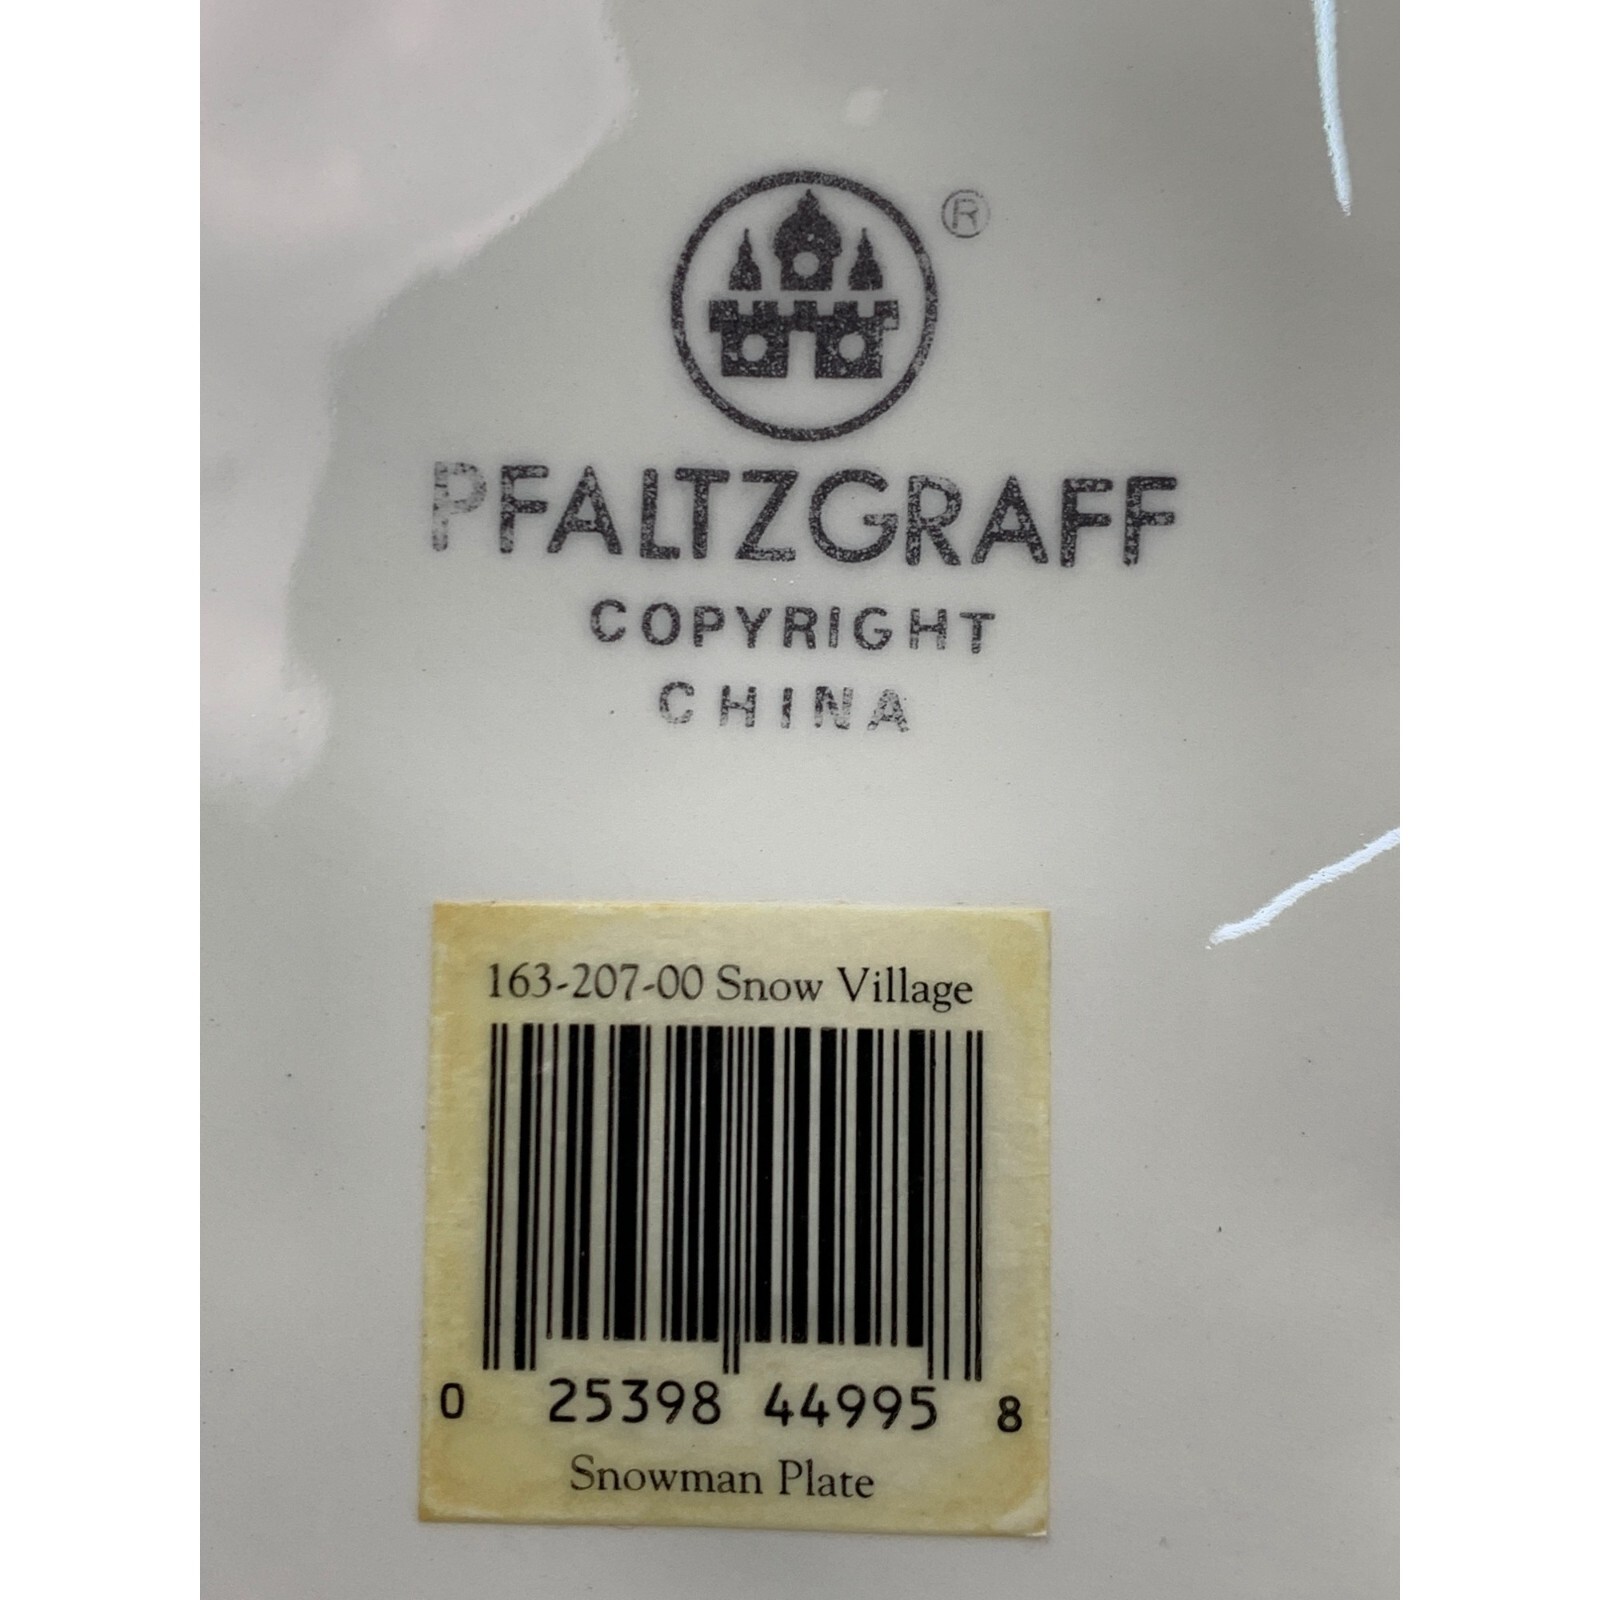 ®
PFALTZGRAFF
COPYRIGHT
CHINA
163-207-00 Snow Village
0 25398 44995 8
Snowman Plate